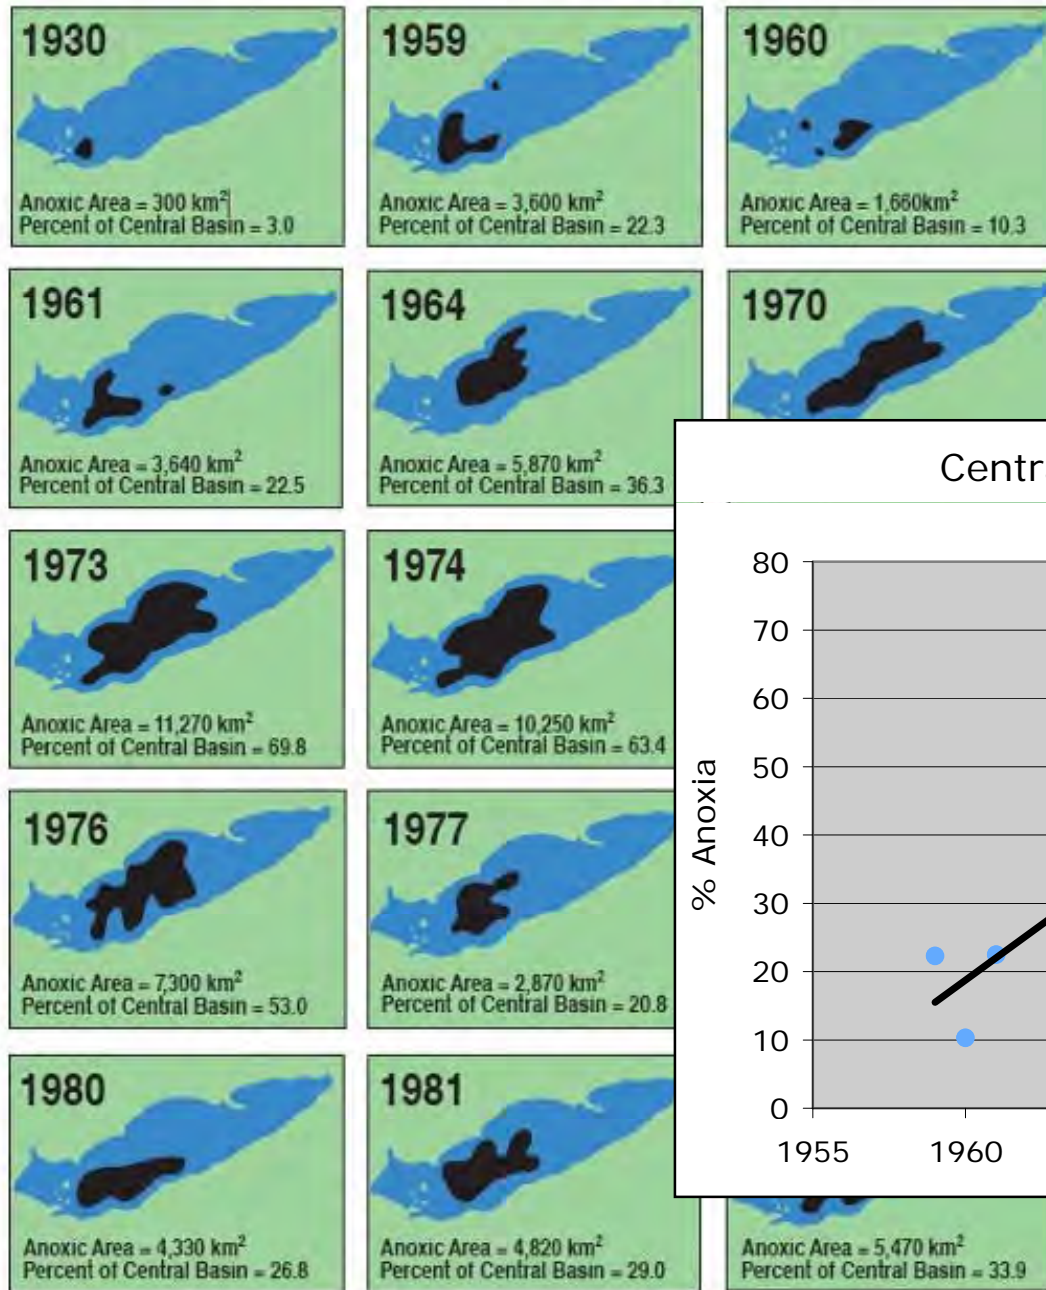 1930
Anoxic Area = 300 km²
Percent of Central Basin = 3.0
1959
Anoxic Area = 3,600 km²
Percent of Central Basin = 22.3
1960
Anoxic Area = 1,660km²
Percent of Central Basin = 10.3
1961
Anoxic Area = 3,640 km²
Percent of Central Basin = 22.5
1964
Anoxic Area = 5,870 km²
Percent of Central Basin = 36.3
1970
1973
Anoxic Area = 11,270 km²
Percent of Central Basin = 69.8
1974
Anoxic Area = 10,250 km²
Percent of Central Basin = 63.4
1976
Anoxic Area = 7,300 km²
Percent of Central Basin = 53.0
1977
Anoxic Area = 2,870 km²
Percent of Central Basin = 20.8
1980
Anoxic Area = 4,330 km²
Percent of Central Basin = 26.8
1981
Anoxic Area = 4,820 km²
Percent of Central Basin = 29.0
Anoxic Area = 5,470 km²
Percent of Central Basin = 33.9
Centr
% Anoxia
80
70
60
50
40
30
20
10
0
1955 1960